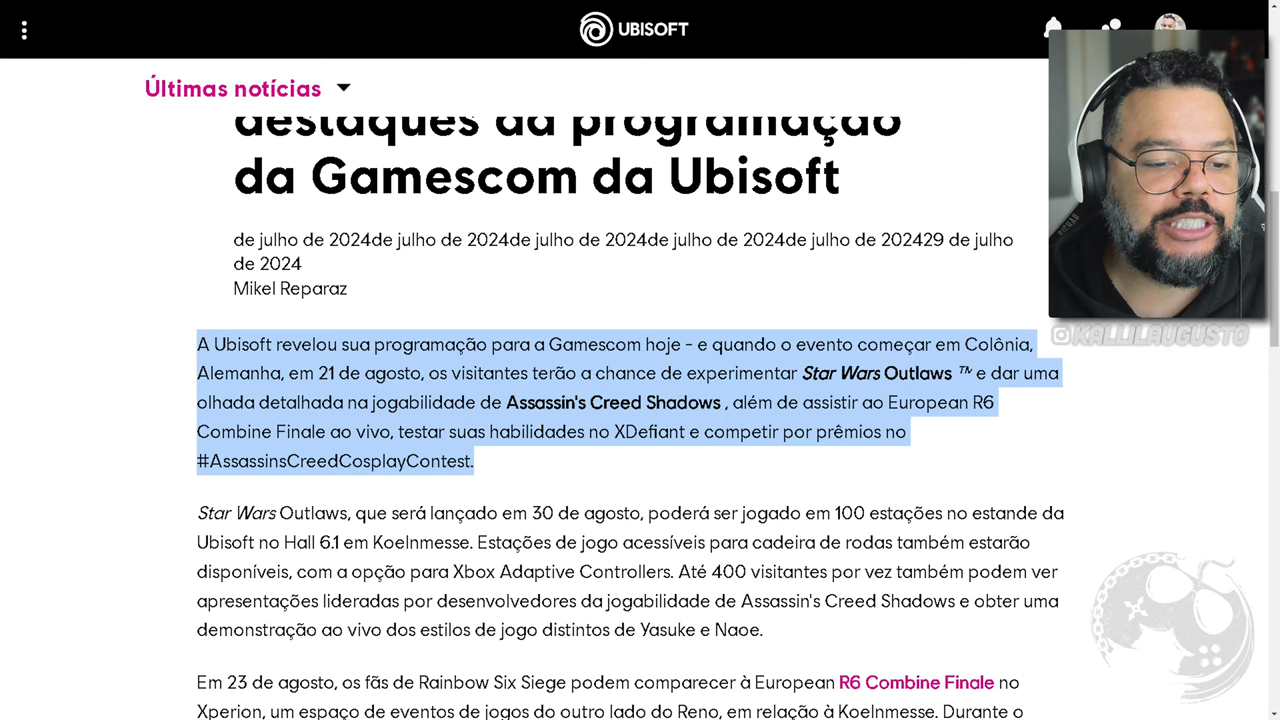 UBISOFT
Últimas notícias
destaques da programação
da Gamescom da Ubisoft
de julho de 2024de julho de 2024de julho de 2024de julho de 2024de julho de 202429 de julho
de 2024
Mikel Reparaz
@KALLILAUGUSTO
A Ubisoft revelou sua programação para a Gamescom hoje - e quando o evento começar em Colônia,
Alemanha, em 21 de agosto, os visitantes terão a chance de experimentar Star Wars Outlaws ™ e dar uma
olhada detalhada na jogabilidade de Assassin's Creed Shadows , além de assistir ao European R6
Combine Finale ao vivo, testar suas habilidades no XDefiant e competir por prêmios no
#AssassinsCreedCosplayContest.
Star Wars Outlaws, que será lançado em 30 de agosto, poderá ser jogado em 100 estações no estande da
Ubisoft no Hall 6.1 em Koelnmesse. Estações de jogo acessíveis para cadeira de rodas também estarão
disponíveis, com a opção para Xbox Adaptive Controllers. Até 400 visitantes por vez também podem ver
apresentações lideradas por desenvolvedores da jogabilidade de Assassin's Creed Shadows e obter uma
demonstração ao vivo dos estilos de jogo distintos de Yasuke e Naoe.
Em 23 de agosto, os fãs de Rainbow Six Siege podem comparecer à European R6 Combine Finale no
Xperion, um espaço de eventos de jogos do outro lado do Reno, em relação à Koelnmesse. Durante o